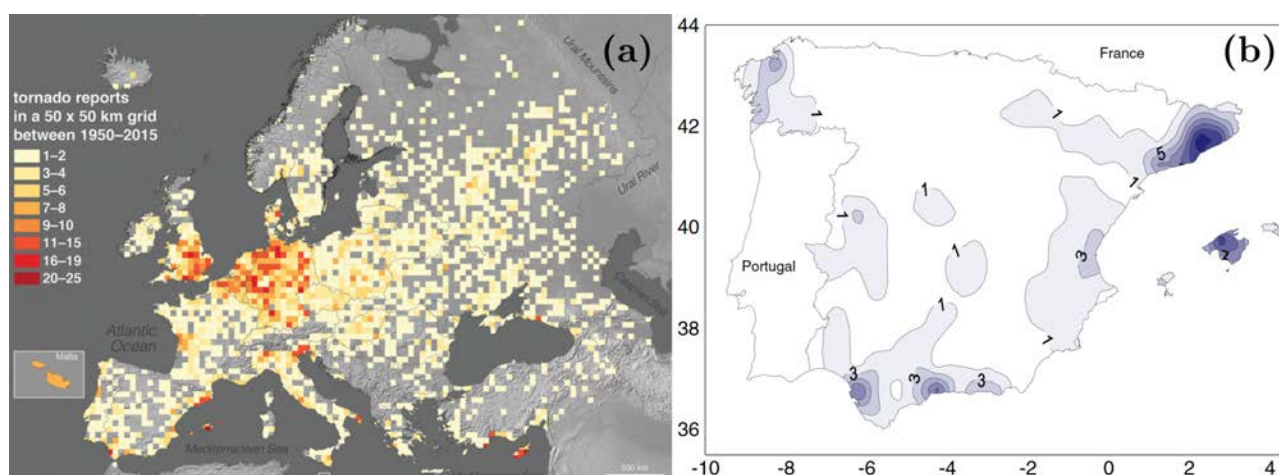 (a)
Ural Mountains
tornado reports
in a 50 x 50 km grid
between 1950–2015
1–2
3–4
5–6
7–8
9–10
11–15
16–19
20–25
Ural River
Caspian Sea
Atlantic
Ocean
Malta
Mediterranean Sea
500 km
(b)
44
42
40
38
36
-10
-8
-6
-4
-2
0
2
4
France
Portugal
1
1
5
1
1
1
1
3
1
1
3
3
3